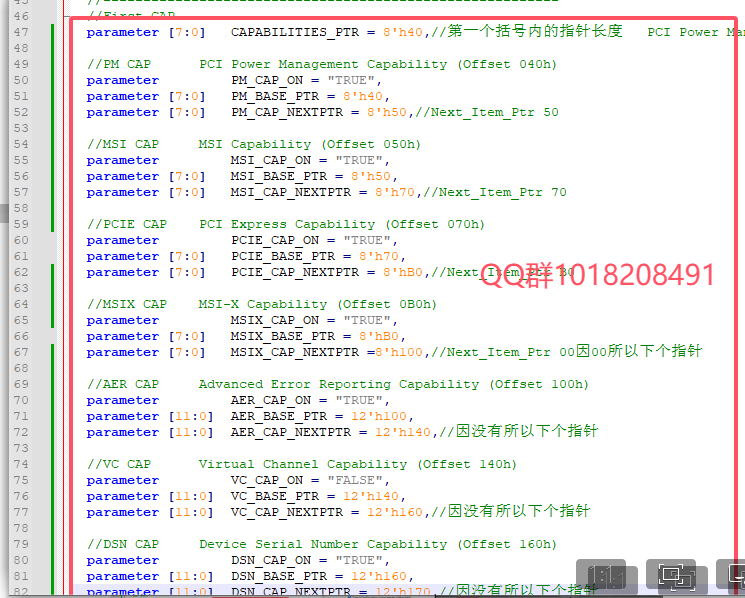 45 //
46 //First CAP
47 parameter [7:0] CAPABILITIES_PTR = 8'h40,//第一个括号内的指针长度 PCI Power Ma
48
49 //PM CAP PCI Power Management Capability (Offset 040h)
50 parameter PM_CAP_ON = "TRUE",
51 parameter [7:0] PM_BASE_PTR = 8'h40,
52 parameter [7:0] PM_CAP_NEXTPTR = 8'h50,//Next_Item_Ptr 50
53
54 //MSI CAP MSI Capability (Offset 050h)
55 parameter MSI_CAP_ON = "TRUE",
56 parameter [7:0] MSI_BASE_PTR = 8'h50,
57 parameter [7:0] MSI_CAP_NEXTPTR = 8'h70,//Next_Item_Ptr 70
58
59 //PCIE CAP PCI Express Capability (Offset 070h)
60 parameter PCIE_CAP_ON = "TRUE",
61 parameter [7:0] PCIE_BASE_PTR = 8'h70,
62 parameter [7:0] PCIE_CAP_NEXTPTR = 8'hB0,//Next_Item_Ptr B0
QQ群1018208491
63
64 //MSIX CAP MSI-X Capability (Offset 0B0h)
65 parameter MSIX_CAP_ON = "TRUE",
66 parameter [7:0] MSIX_BASE_PTR = 8'hB0,
67 parameter [7:0] MSIX_CAP_NEXTPTR =8'h100,//Next_Item_Ptr 00因00所以下个指针
68
69 //AER CAP Advanced Error Reporting Capability (Offset 100h)
70 parameter AER_CAP_ON = "TRUE",
71 parameter [11:0] AER_BASE_PTR = 12'h100,
72 parameter [11:0] AER_CAP_NEXTPTR = 12'h140,//因没有所以下个指针
73
74 //VC CAP Virtual Channel Capability (Offset 140h)
75 parameter VC_CAP_ON = "FALSE",
76 parameter [11:0] VC_BASE_PTR = 12'h140,
77 parameter [11:0] VC_CAP_NEXTPTR = 12'h160,//因没有所以下个指针
78
79 //DSN CAP Device Serial Number Capability (Offset 160h)
80 parameter DSN_CAP_ON = "TRUE",
81 parameter [11:0] DSN_BASE_PTR = 12'h160,
82 parameter [11:0] DSN_CAP_NEXTPTR = 12'h170,//因没有所以下个指针